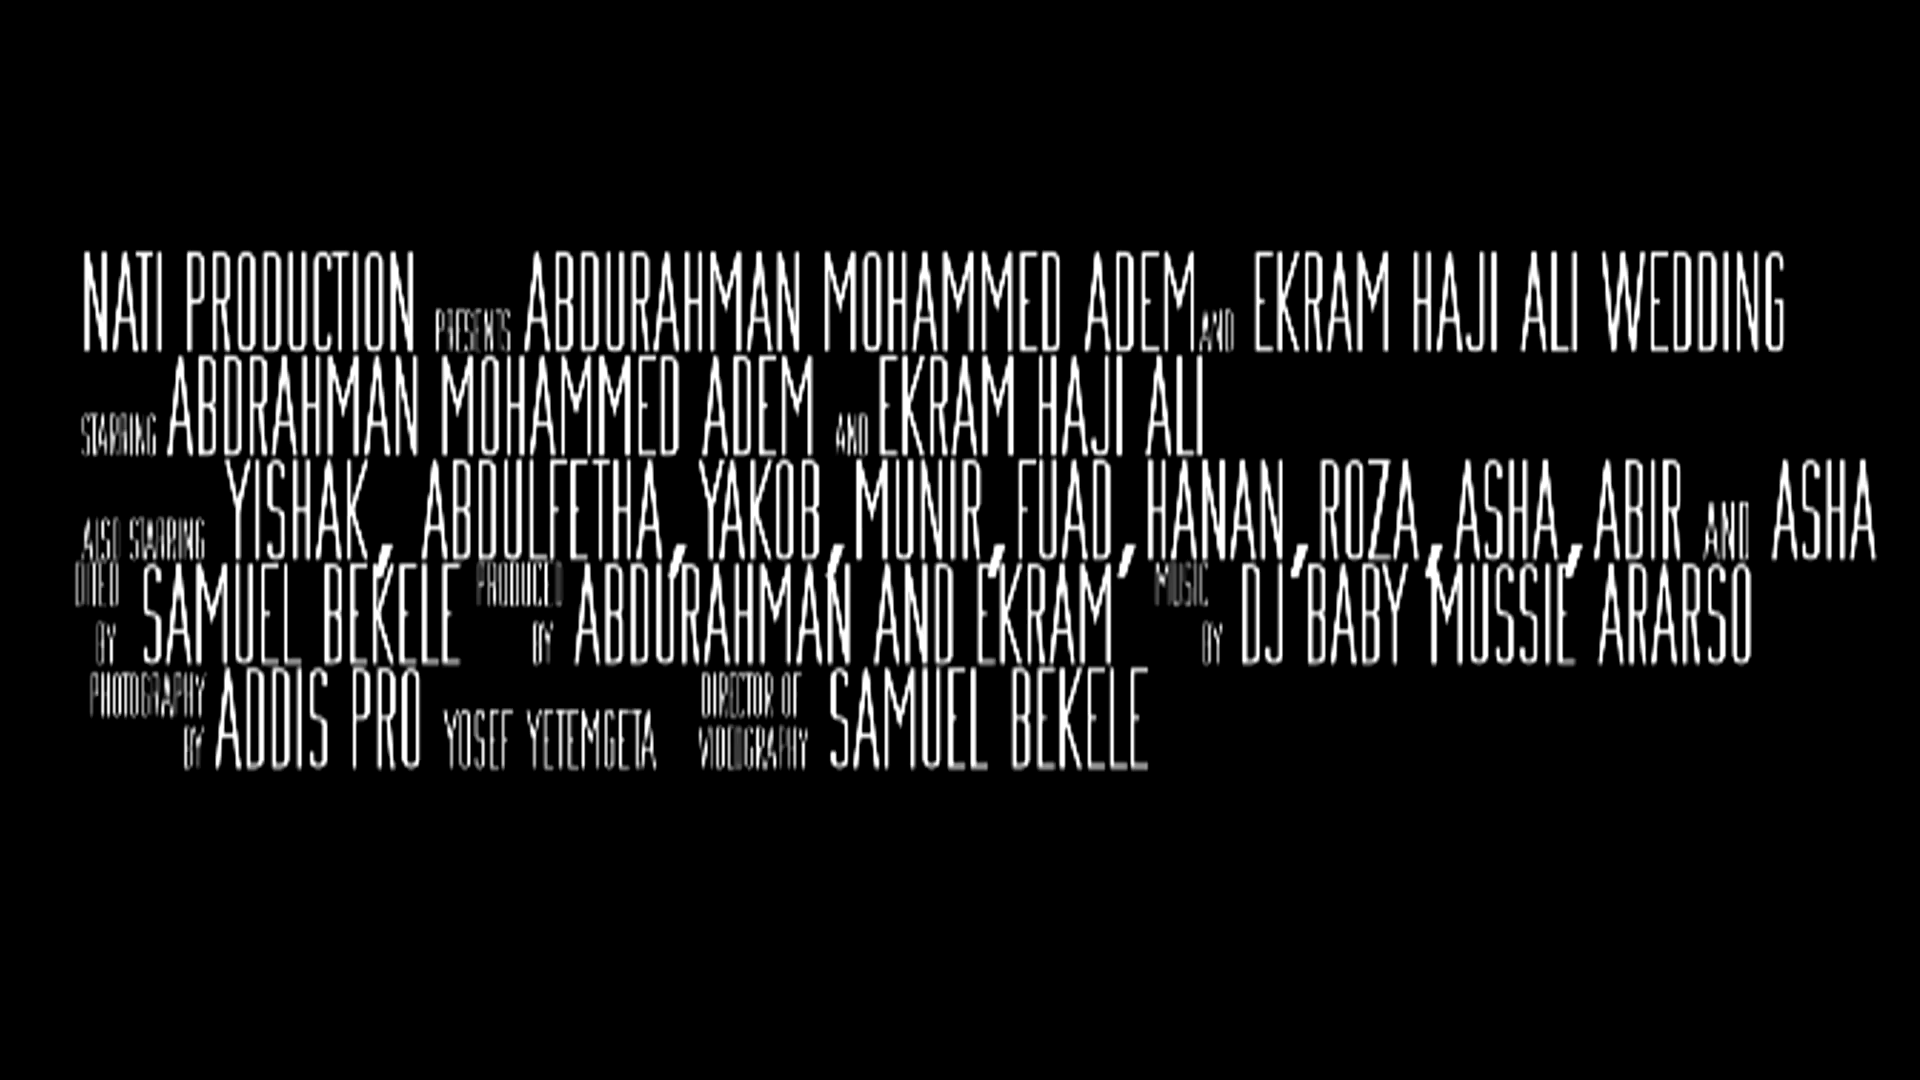 NATI PRODUCTION PRESENTS ABDURAHMAN MOHAMMED ADEM AND EKRAM HAJI ALI WEDDING
STARRING ABDRAHMAN MOHAMMED ADEM AND EKRAM HAJI ALI
ALSO STARRING YISHAK, ABDULFETHA, YAKOB, MUNIR, FUAD, HANAN, ROZA, ASHA, ABIR AND ASHA
BY SAMUEL BEKELE PRODUCED BY ABDURAHMAN AND EKRAM MUSIC BY DJ BABY MUSSIE ARARSO
PHOTOGRAPHY BY ADDIS PRO YOSEF YETEMGETA DIRECTOR OF VIDEOGRAPHY SAMUEL BEKELE